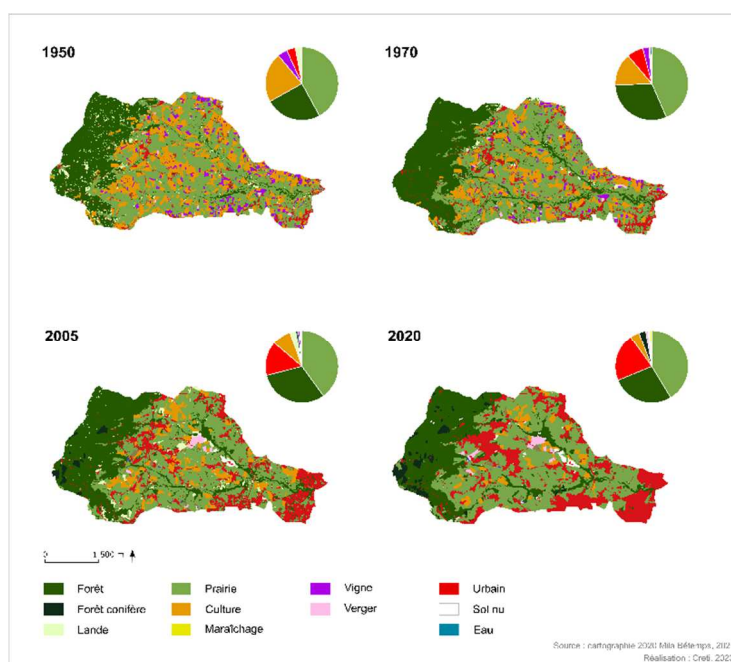 1950
1970
2005
2020
0 1 500
Forêt
Prairie
Vigne
Urbain
Forêt conifère
Culture
Verger
Sol nu
Lande
Maraîchage
Eau
Source : cartographie 2020 Mila Bétemps, 202
Réalisation : Creti, 202